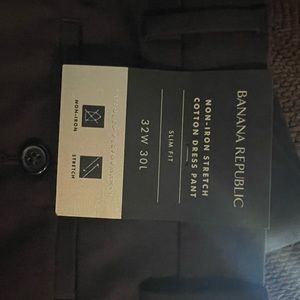 BANANA REPUBLIC
NON-IRON STRETCH
COTTON DRESS PANT
SLIM FIT
32W 30L
NON-IRON
STRETCH